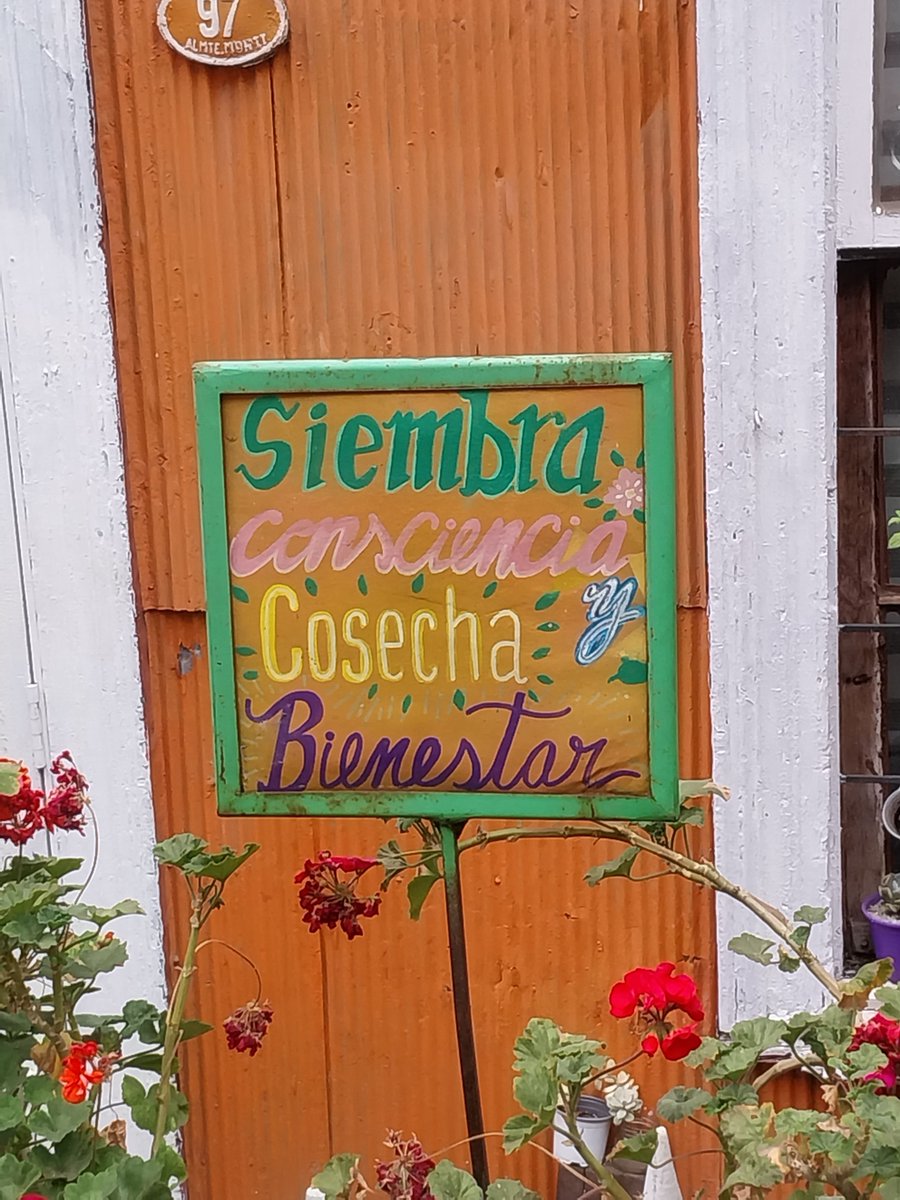 97
ALMTE. MONTT
Siembra
consciencia
y
Cosecha
Bienestar